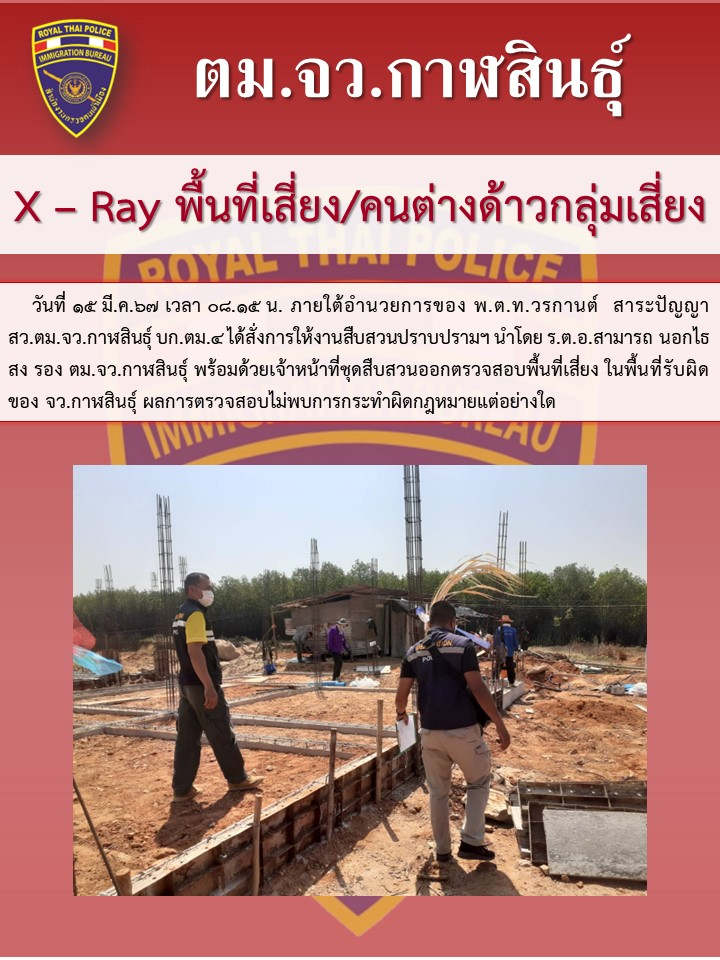 ROYAL THAI POLICE
IMMIGRATION BUREAU
สำนักงานตรวจคนเข้าเมือง
ตม.จว.กาฬสินธุ์
X – Ray พื้นที่เสี่ยง/คนต่างด้าวกลุ่มเสี่ยง
ROYAL THAI POLICE
วันที่ ๑๕ มี.ค.๖๗ เวลา ๐๘.๑๕ น. ภายใต้อำนวยการของ พ.ต.ท.วรกานต์ สาระปัญญา
สว.ตม.จว.กาฬสินธุ์ บก.ตม.๔ ได้สั่งการให้งานสืบสวนปราบปรามฯ นำโดย ร.ต.อ.สามารถ นอกไธ
สง รอง ตม.จว.กาฬสินธุ์ พร้อมด้วยเจ้าหน้าที่ชุดสืบสวนออกตรวจสอบพื้นที่เสี่ยง ในพื้นที่รับผิด
ของ จว.กาฬสินธุ์ ผลการตรวจสอบไม่พบการกระทำผิดกฎหมายแต่อย่างใด
IMMIGRATION BUREAU